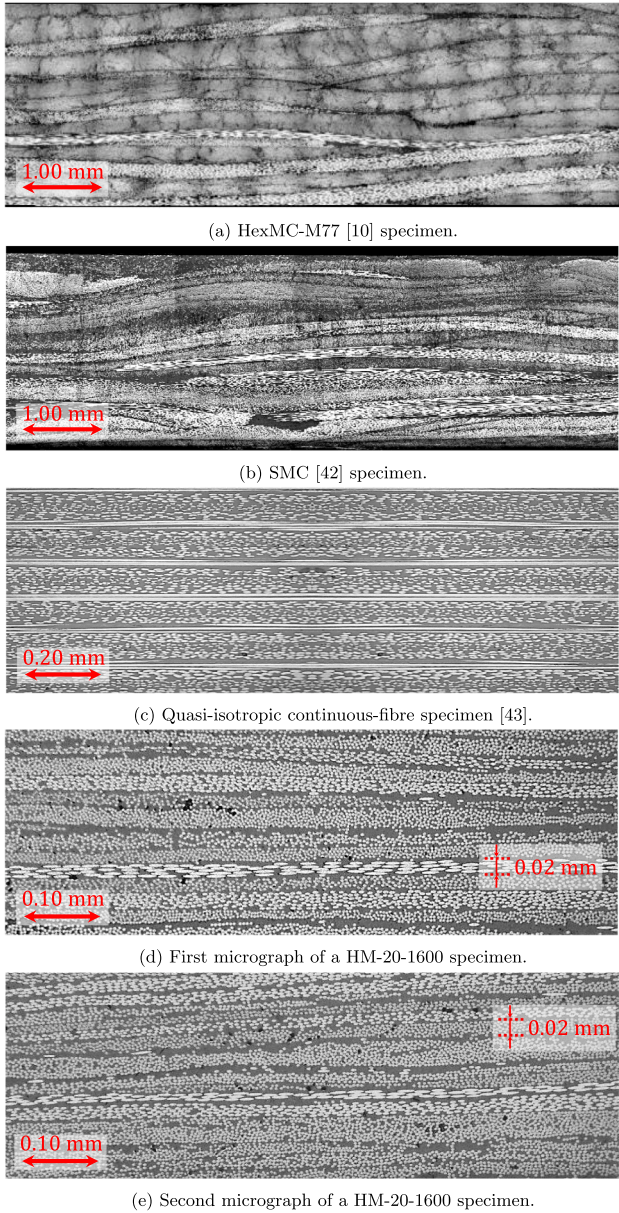 1.00 mm
(a) HexMC-M77 [10] specimen.
1.00 mm
(b) SMC [42] specimen.
0.20 mm
(c) Quasi-isotropic continuous-fibre specimen [43].
0.02 mm
0.10 mm
(d) First micrograph of a HM-20-1600 specimen.
0.02 mm
0.10 mm
(e) Second micrograph of a HM-20-1600 specimen.